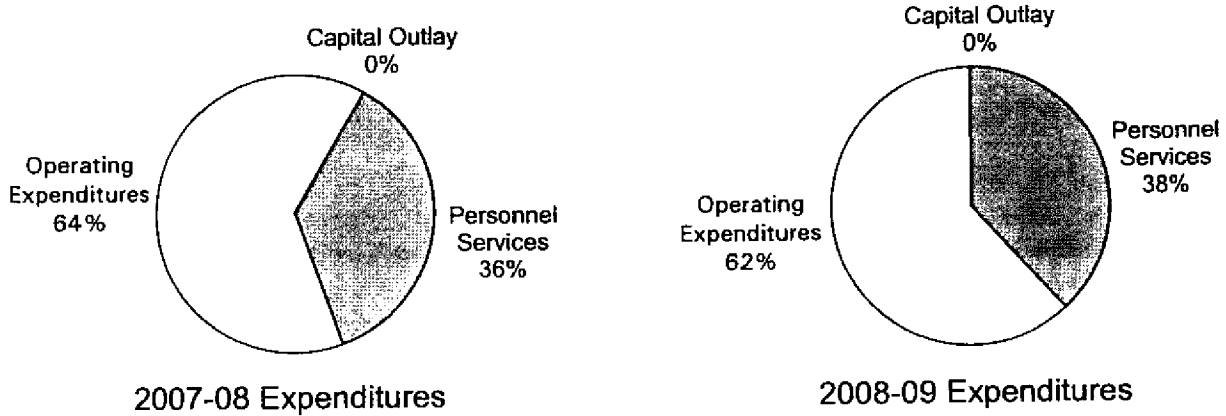 Capital Outlay
0%
Operating
Expenditures
64%
Personnel
Services
36%
2007-08 Expenditures
Capital Outlay
0%
Personnel
Services
38%
Operating
Expenditures
62%
2008-09 Expenditures